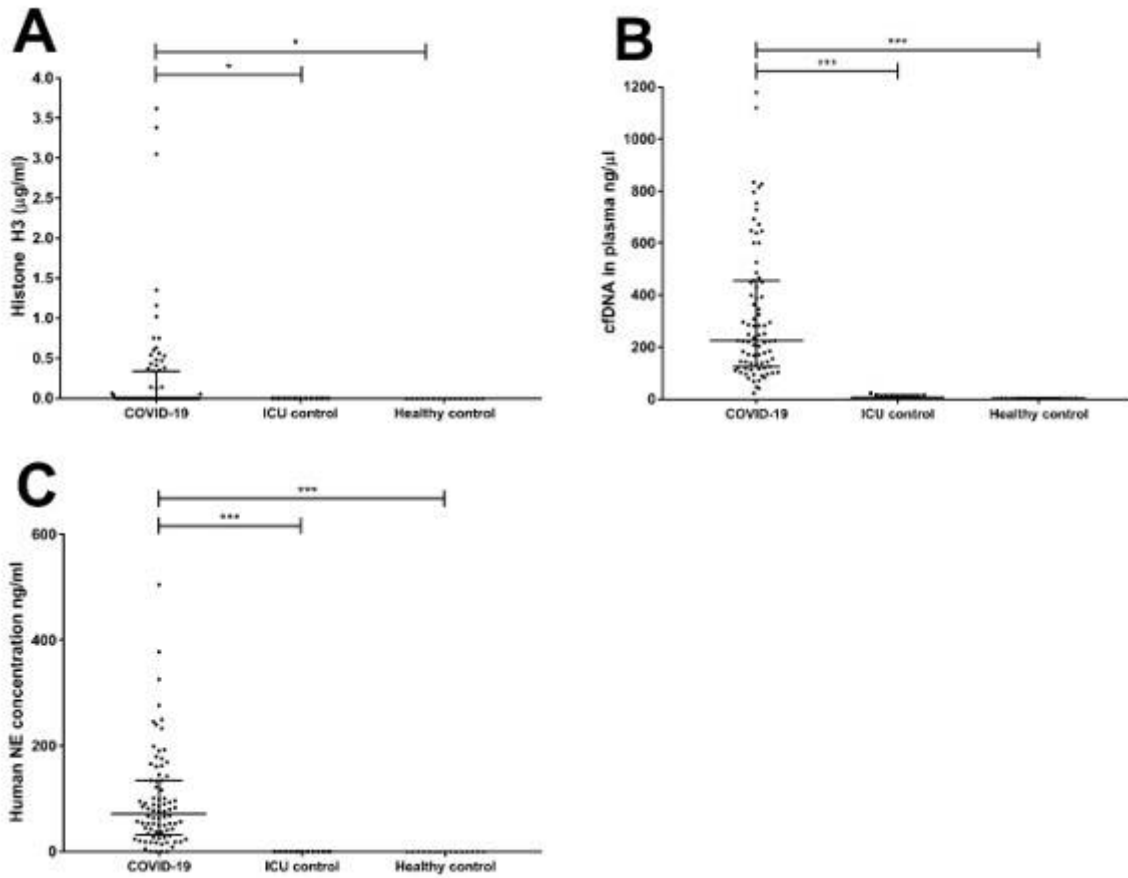 A
*
*
4.0
3.5
3.0
2.5
2.0
1.5
1.0
0.5
0.0
Histone H3 (µg/ml)
COVID-19 ICU control Healthy control
B
***
***
1200
1000
800
600
400
200
0
cfDNA in plasma ng/µl
COVID-19 ICU control Healthy control
C
***
***
600
400
200
0
Human NE concentration ng/ml
COVID-19 ICU control Healthy control